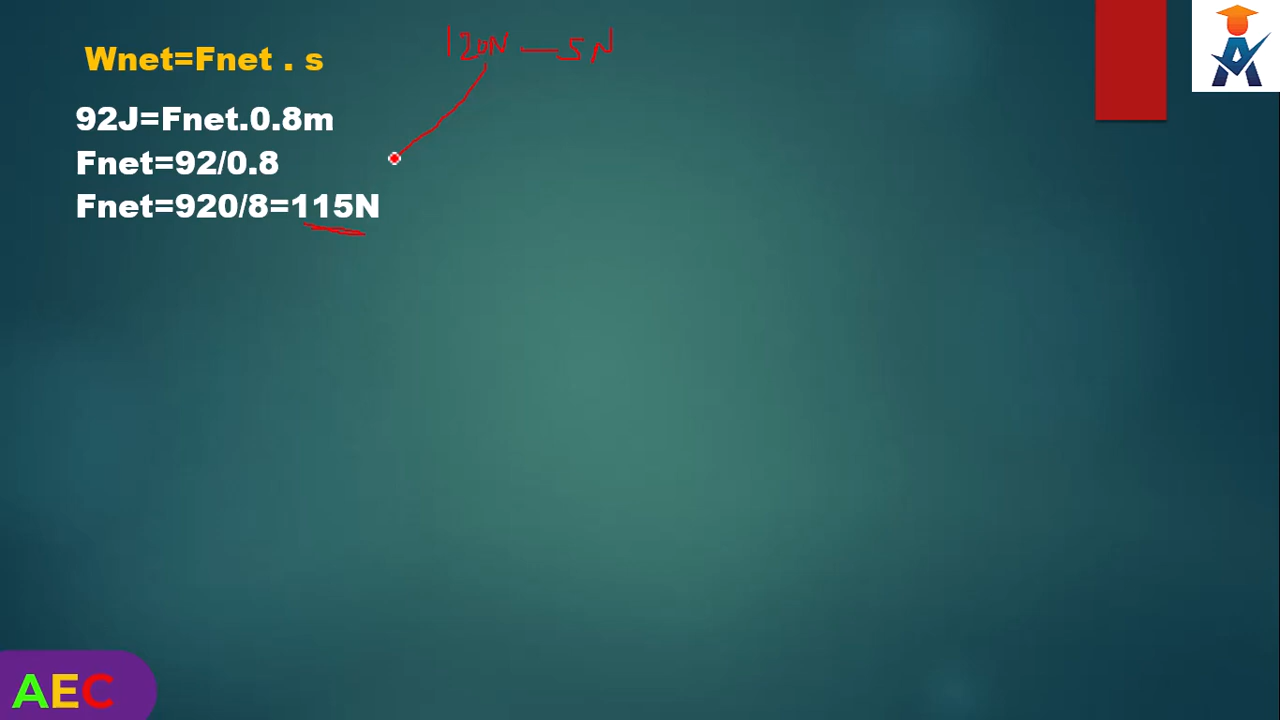 Wnet=Fnet . s
120N — 5N
92J=Fnet.0.8m
Fnet=92/0.8
Fnet=920/8=115N
AEC